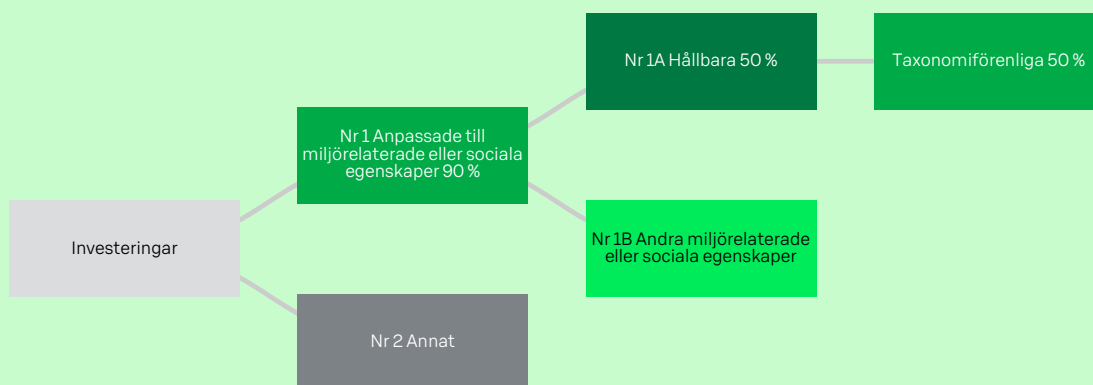 Nr 1A Hållbara 50 %
Taxonomiförenliga 50 %
Nr 1 Anpassade till
miljörelaterade eller sociala
egenskaper 90 %
Investeringar
Nr 1B Andra miljörelaterade
eller sociala egenskaper
Nr 2 Annat